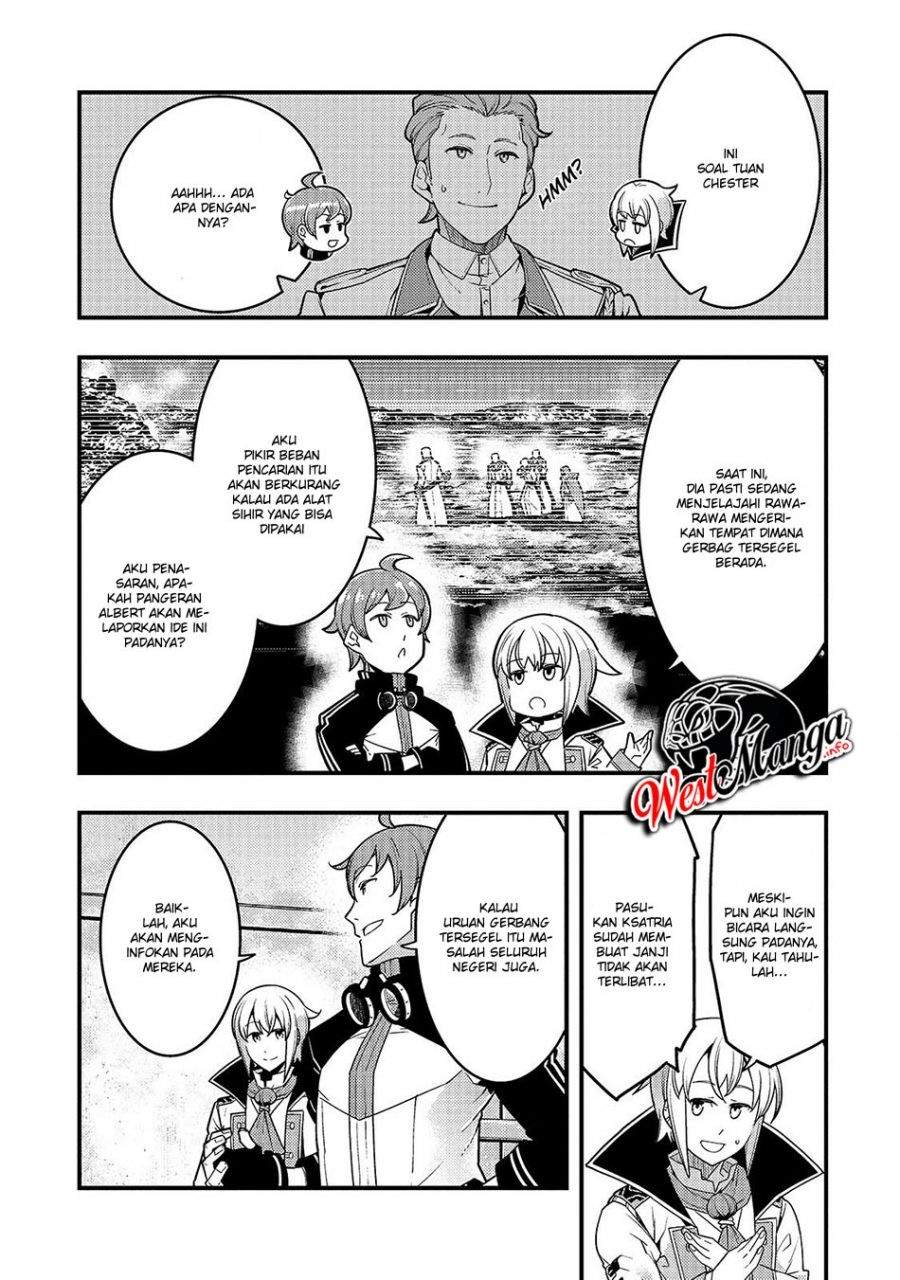 INI
SOAL TUAN
CHESTER
HMM?
AAHHH... ADA
APA DENGAN-
NYA?
SAAT INI,
DIA PASTI SEDANG
MENJELAJAHI RAWA-
RAWA MENGERI-
KAN TEMPAT DIMANA
GERBAG TERSEGEL
BERADA.
AKU
PIKIR BEBAN
PENCARIAN ITU
AKAN BERKURANG
KALAU ADA ALAT
SIHIR YANG BISA
DIPAKAI
AKU PENA-
SARAN, APA-
KAH PANGERAN
ALBERT AKAN ME-
LAPORKAN IDE INI
PADANYA?
WestManga
.info
MESKI-
PUN AKU INGIN
BICARA LANG-
SUNG PADANYA,
TAPI, KAU TAHU-
LAH...
PASU-
KAN KSATRIA
SUDAH MEM-
BUAT JANJI
TIDAK AKAN
TERLIBAT...
KALAU
URUAN GERBANG
TERSEGEL ITU MA-
SALAH SELURUH
NEGERI JUGA.
BAIK-
LAH, AKU
AKAN MENG-
INFOKAN PADA
MEREKA.